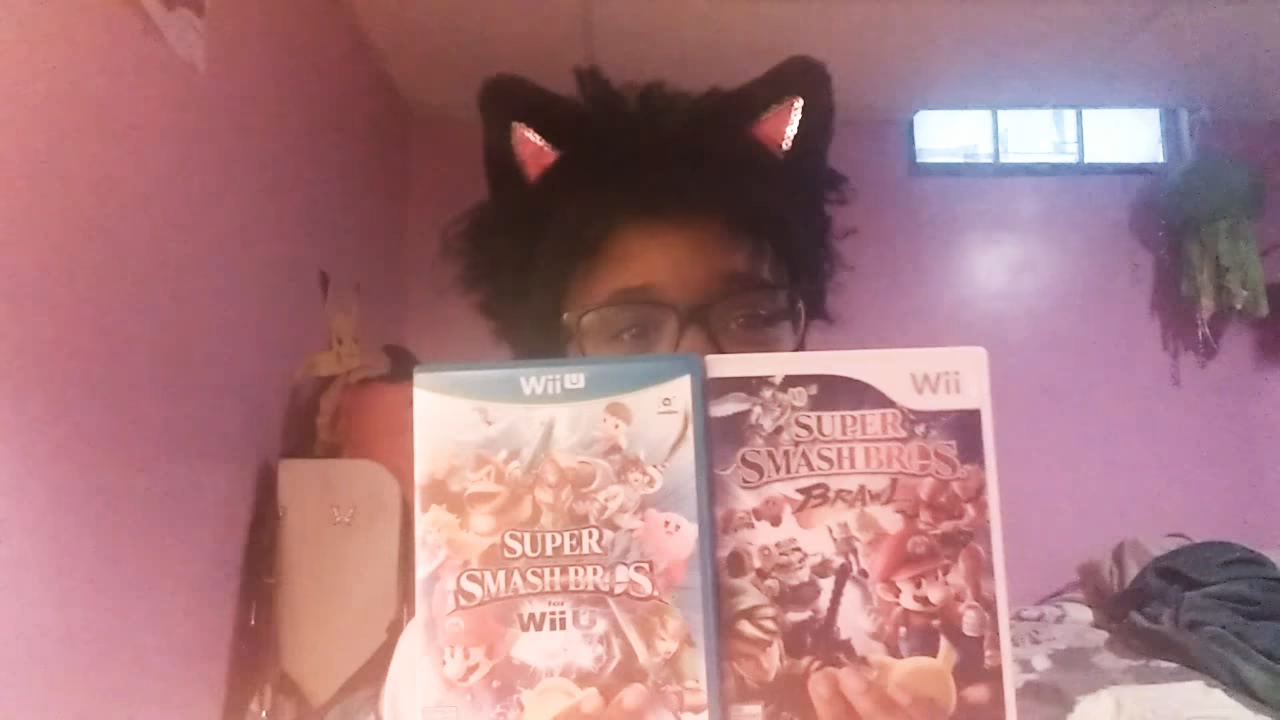 Wii U
SUPER
SMASH BROS.
for
Wii U
Wii
SUPER
SMASH BROS.
BRAWL